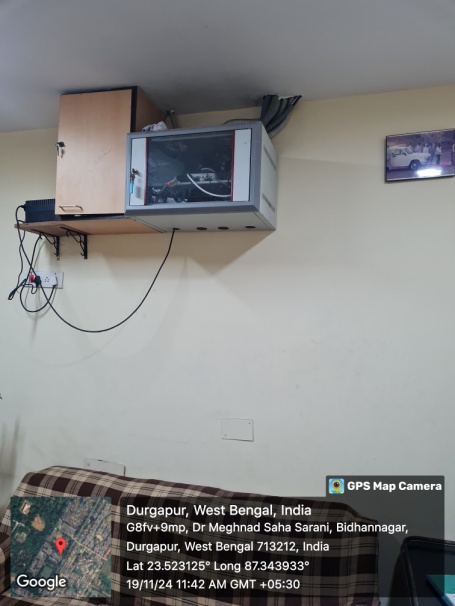 GPS Map Camera
Durgapur, West Bengal, India
G8fv+9mp, Dr Meghnad Saha Sarani, Bidhannagar,
Durgapur, West Bengal 713212, India
Lat 23.523125° Long 87.343933°
19/11/24 11:42 AM GMT +05:30
Google